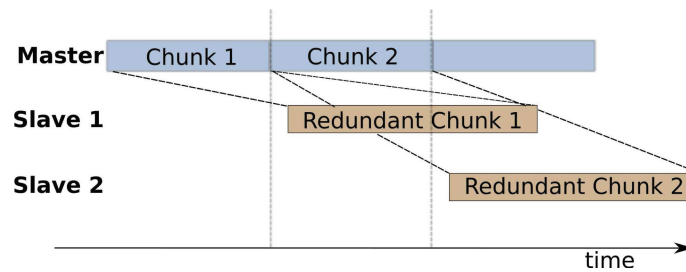 Master Chunk 1 Chunk 2
Slave 1 Redundant Chunk 1
Slave 2 Redundant Chunk 2
time